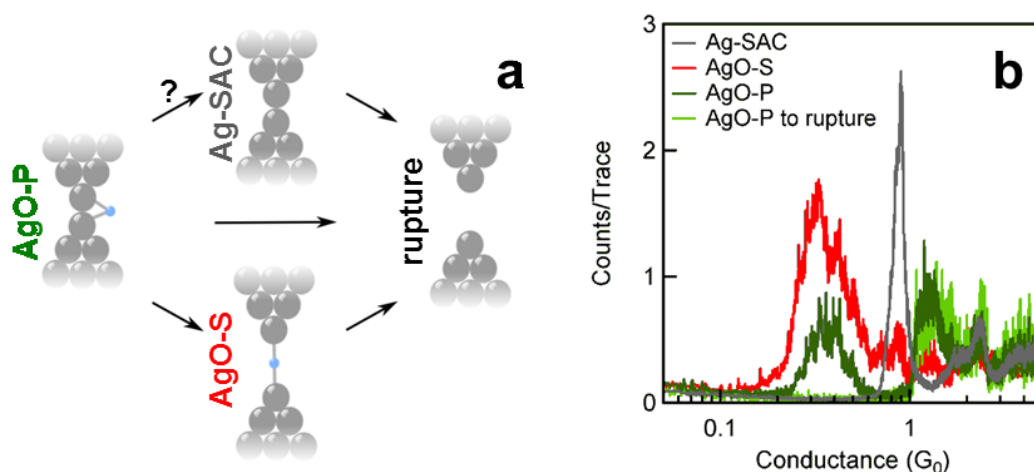 a
?
Ag-SAC
AgO-P
rupture
AgO-S
b
Ag-SAC
AgO-S
AgO-P
AgO-P to rupture
Counts/Trace
3
2
1
0
0.1
1
Conductance (G₀)